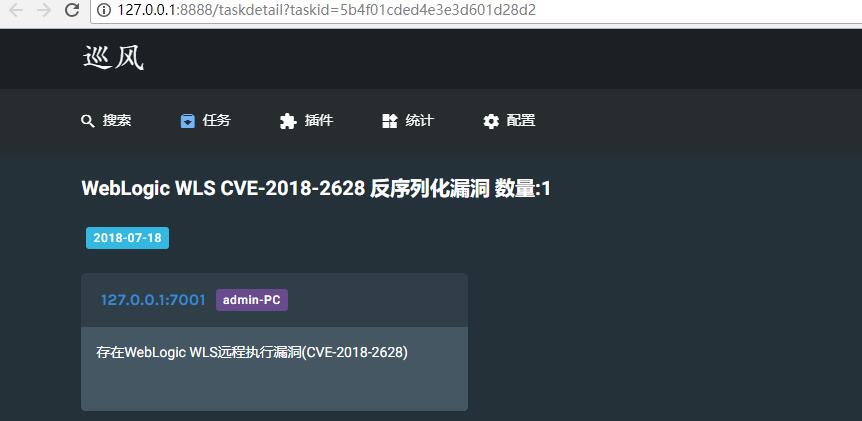 127.0.0.1:8888/taskdetail?taskid=5b4f01cded4e3e3d601d28d2
巡风
搜索 任务 插件 统计 配置
WebLogic WLS CVE-2018-2628 反序列化漏洞 数量:1
2018-07-18
127.0.0.1:7001 admin-PC
存在WebLogic WLS远程执行漏洞(CVE-2018-2628)